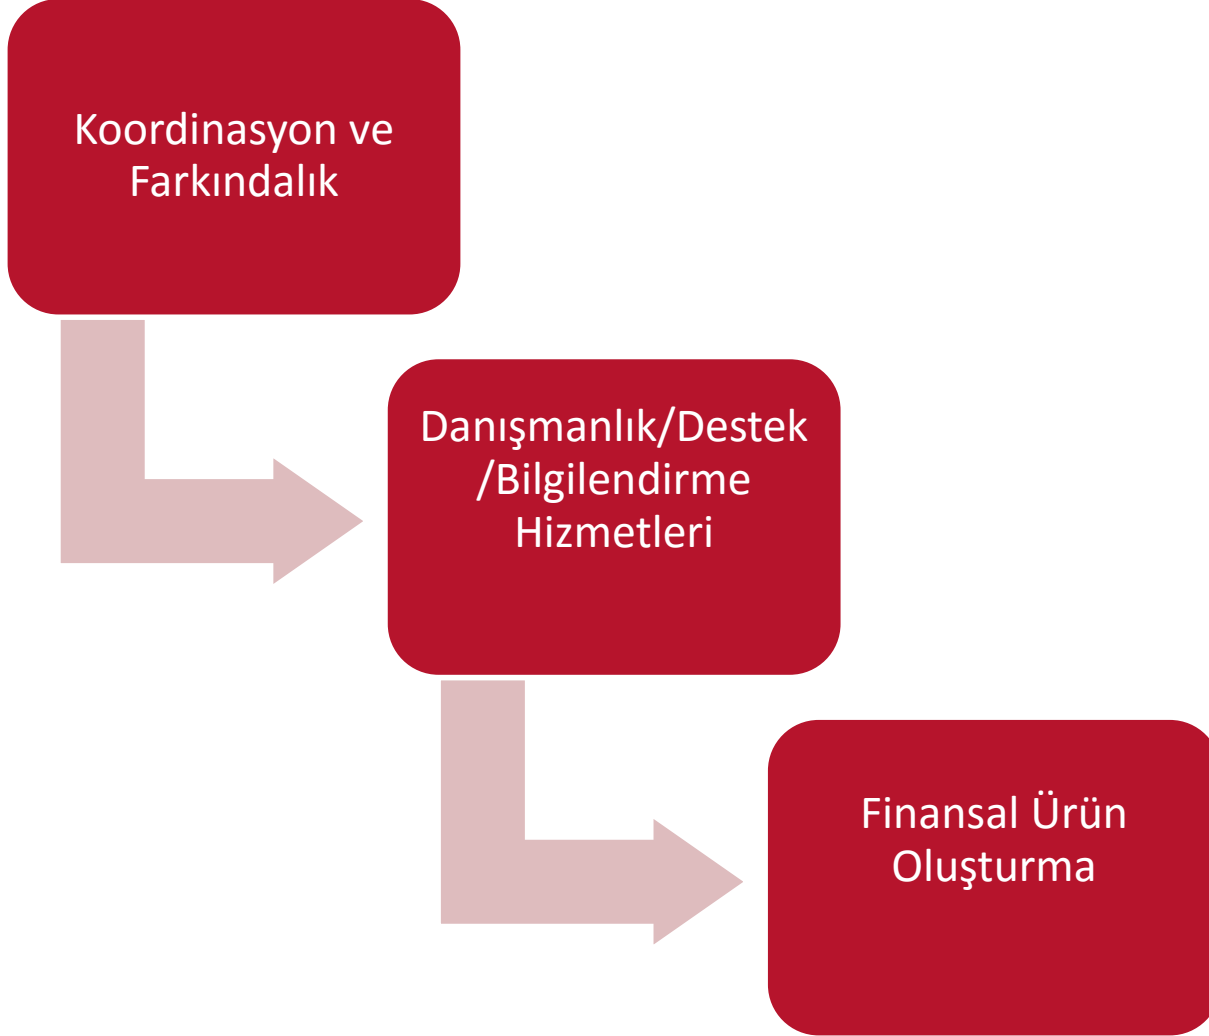 Koordinasyon ve
Farkındalık
Danışmanlık/Destek
/Bilgilendirme
Hizmetleri
Finansal Ürün
Oluşturma